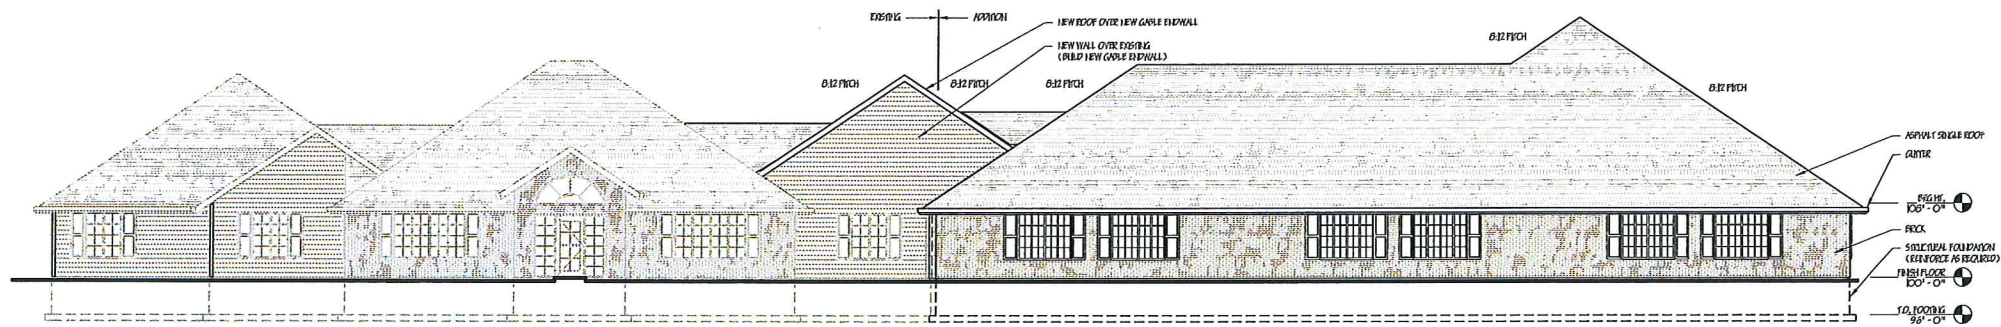 EXISTING
ADDITION
NEW ROOF OVER NEW GABLE ENDWALL
NEW WALL OVER EXISTING
(BUILD NEW GABLE ENDWALL)
8:12 PITCH
8:12 PITCH
8:12 PITCH
8:12 PITCH
8:12 PITCH
ASPHALT SHINGLE ROOF
GUTTER
BRG HT.
108' - 0"
BRICK
STRUCTURAL FOUNDATION
(REINFORCE AS REQUIRED)
FINISH FLOOR
100' - 0"
T.O. FOOTING
- 0"